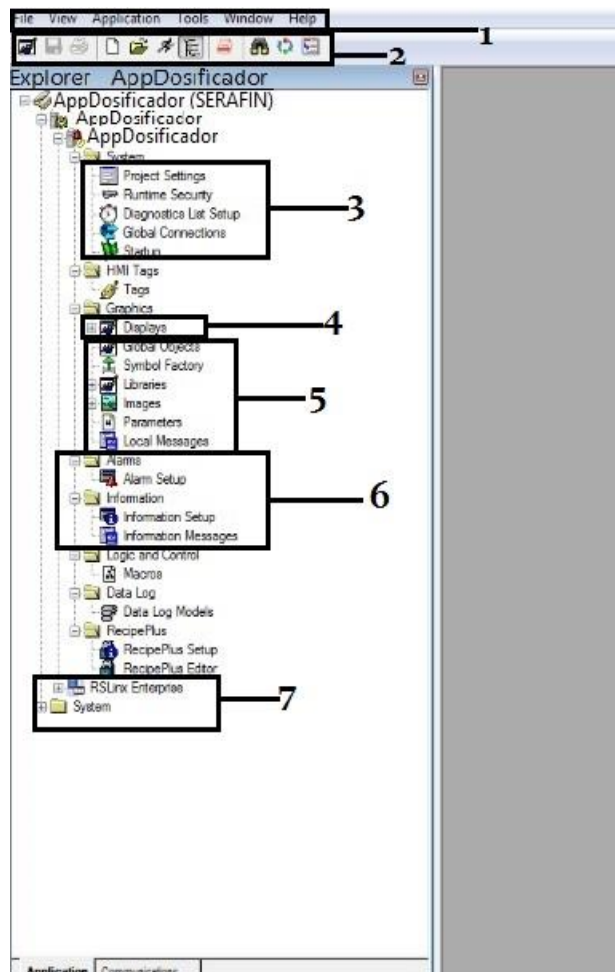 File View Application Tools Window Help
1
2
Explorer AppDosificador
AppDosificador (SERAFIN)
AppDosificador
AppDosificador
System
Project Settings
Runtime Security
3
Diagnostics List Setup
Global Connections
Startup
HMI Tags
Tags
Graphics
Displays
4
Global Objects
Symbol Factory
Libraries
5
Images
Parameters
Local Messages
Alarms
Alarm Setup
6
Information
Information Setup
Information Messages
Logic and Control
Macros
Data Log
Data Log Models
RecipePlus
RecipePlus Setup
RecipePlus Editor
RSLinx Enterprise
7
System
Application Communications